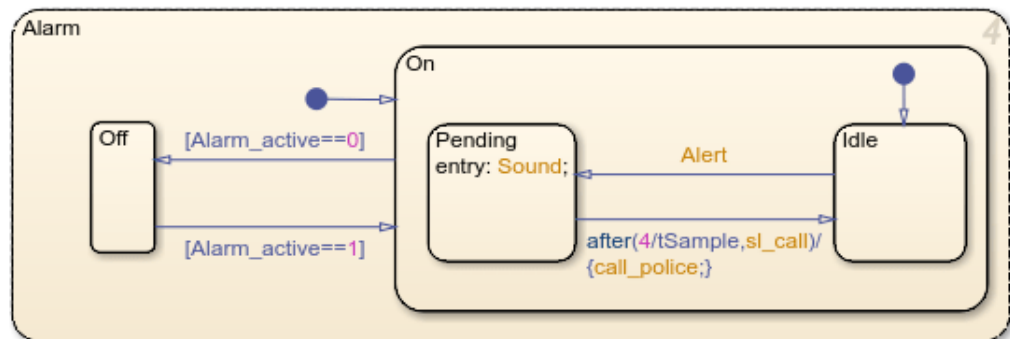 Alarm
4
On
Off
[Alarm_active==0]
Pending
entry: Sound;
Alert
Idle
[Alarm_active==1]
after(4/tSample,sl_call)/
{call_police;}